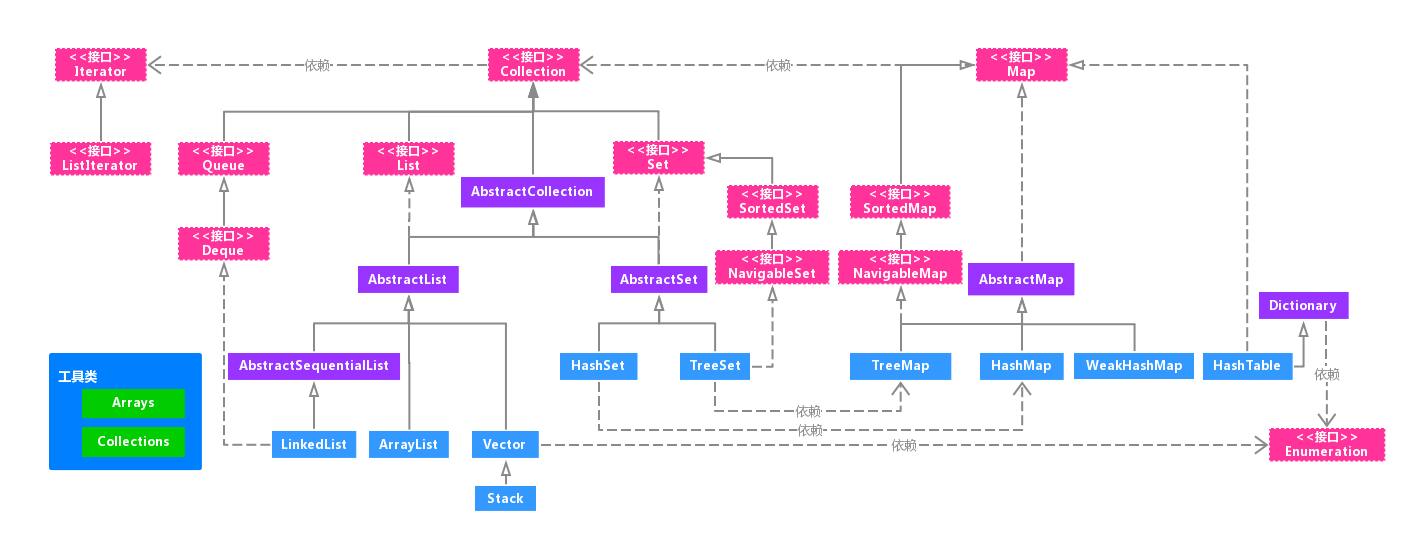 <<接口>>
Iterator
依赖
<<接口>>
Collection
依赖
<<接口>>
Map
<<接口>>
ListIterator
<<接口>>
Queue
<<接口>>
List
<<接口>>
Set
AbstractCollection
<<接口>>
SortedSet
<<接口>>
SortedMap
<<接口>>
Deque
<<接口>>
NavigableSet
<<接口>>
NavigableMap
AbstractList
AbstractSet
AbstractMap
Dictionary
AbstractSequentialList
HashSet
TreeSet
TreeMap
HashMap
WeakHashMap
HashTable
依赖
工具类
Arrays
Collections
依赖
依赖
LinkedList
ArrayList
Vector
依赖
<<接口>>
Enumeration
Stack